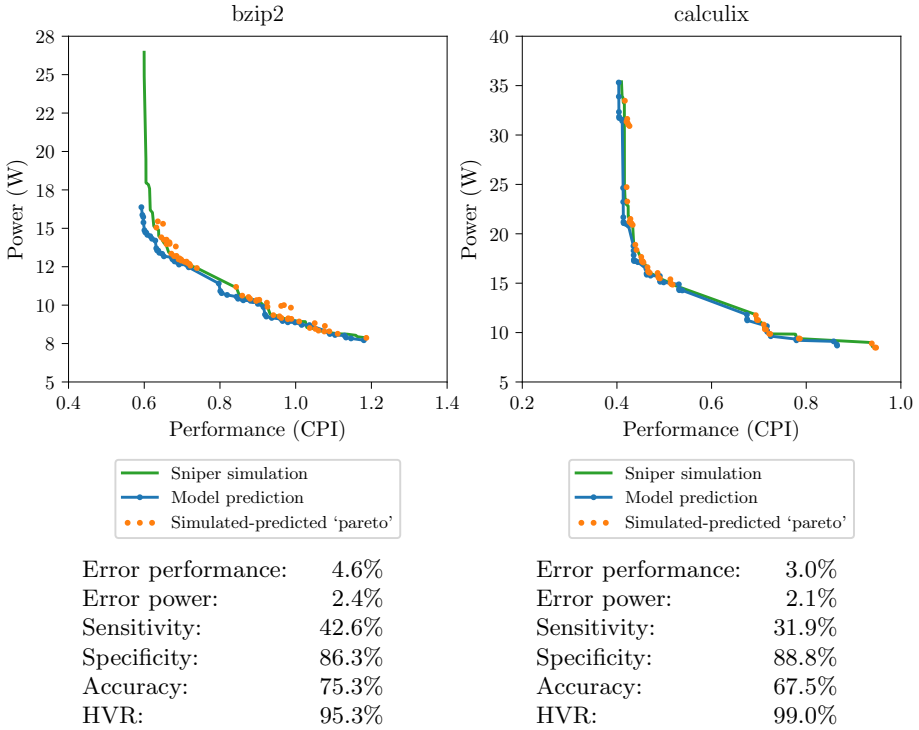 bzip2
28
25
22
20
18
15
12
10
8
5
0.4 0.6 0.8 1.0 1.2 1.4
Power (W)
Performance (CPI)
Sniper simulation
Model prediction
Simulated-predicted ‘pareto’
Error performance: 4.6%
Error power: 2.4%
Sensitivity: 42.6%
Specificity: 86.3%
Accuracy: 75.3%
HVR: 95.3%
calculix
40
35
30
25
20
15
10
5
0.2 0.4 0.6 0.8 1.0
Power (W)
Performance (CPI)
Sniper simulation
Model prediction
Simulated-predicted ‘pareto’
Error performance: 3.0%
Error power: 2.1%
Sensitivity: 31.9%
Specificity: 88.8%
Accuracy: 67.5%
HVR: 99.0%